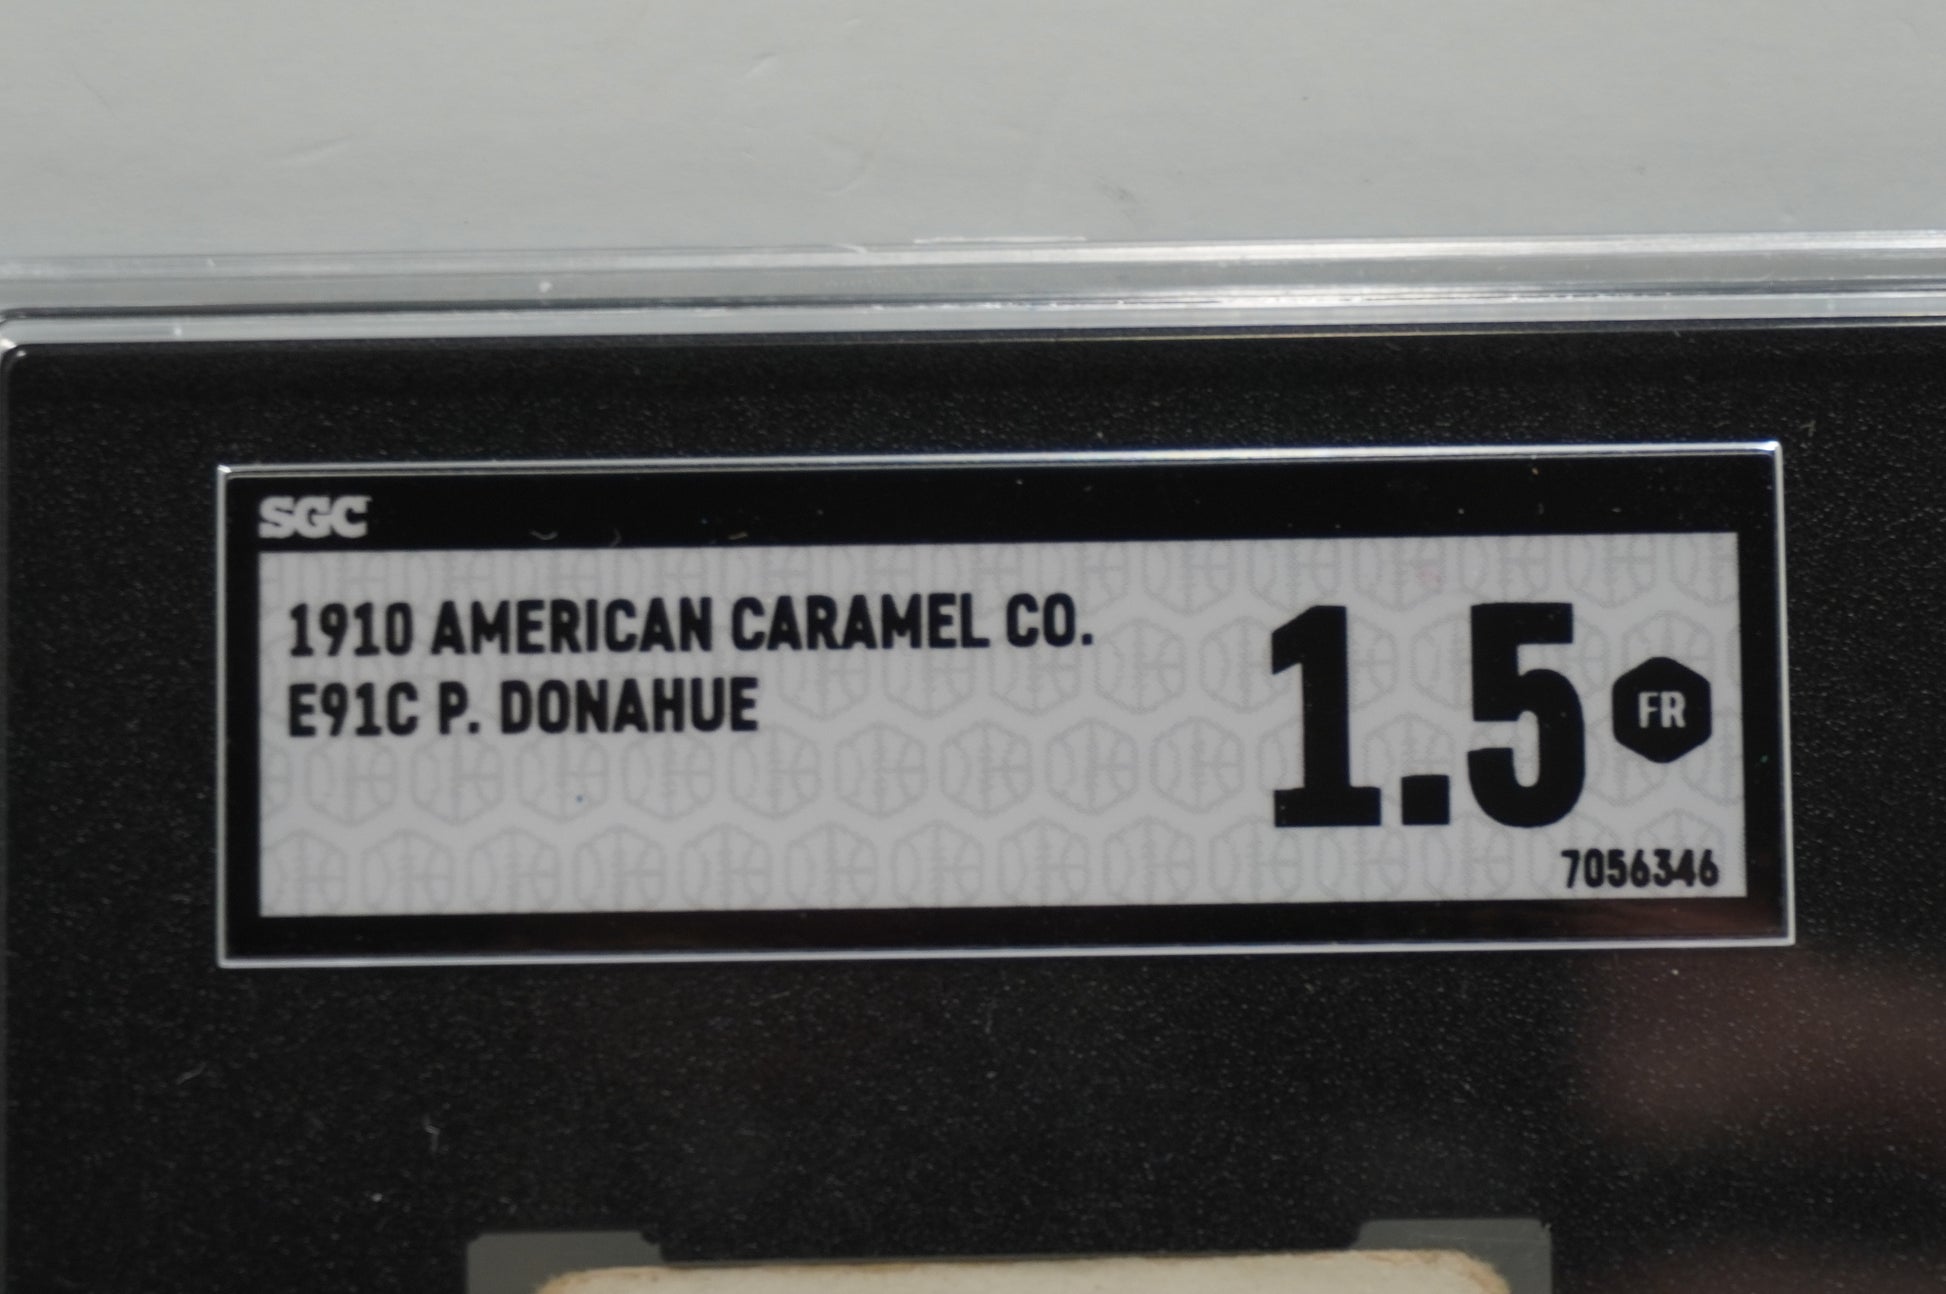 SGC
1910 AMERICAN CARAMEL CO.
E91C P. DONAHUE
1.5
FR
7056346